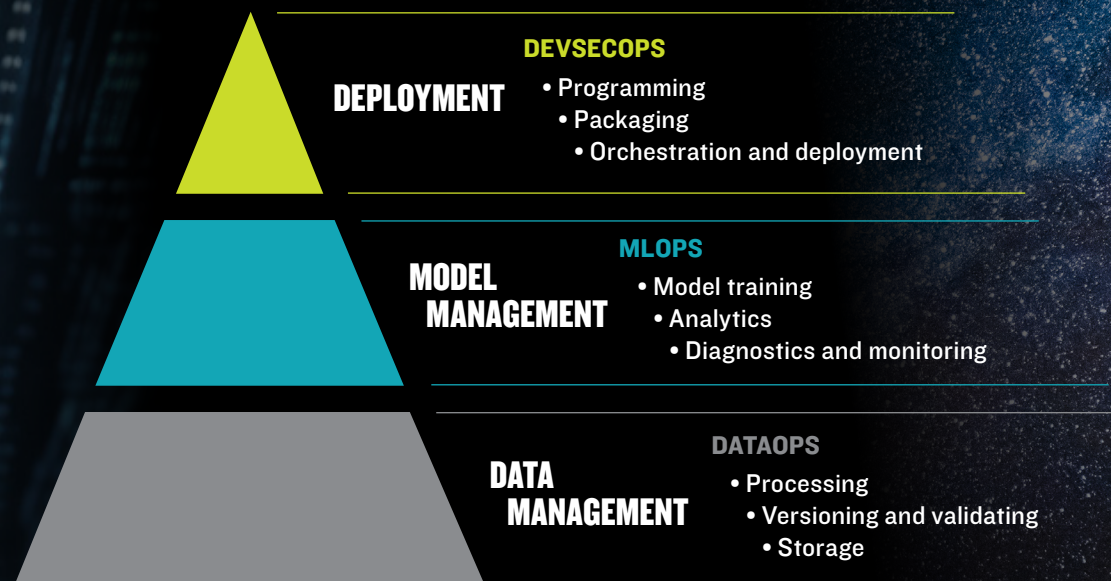 DEVSECOPS
DEPLOYMENT
• Programming
• Packaging
• Orchestration and deployment
MLOPS
MODEL
MANAGEMENT
• Model training
• Analytics
• Diagnostics and monitoring
DATAOPS
DATA
MANAGEMENT
• Processing
• Versioning and validating
• Storage